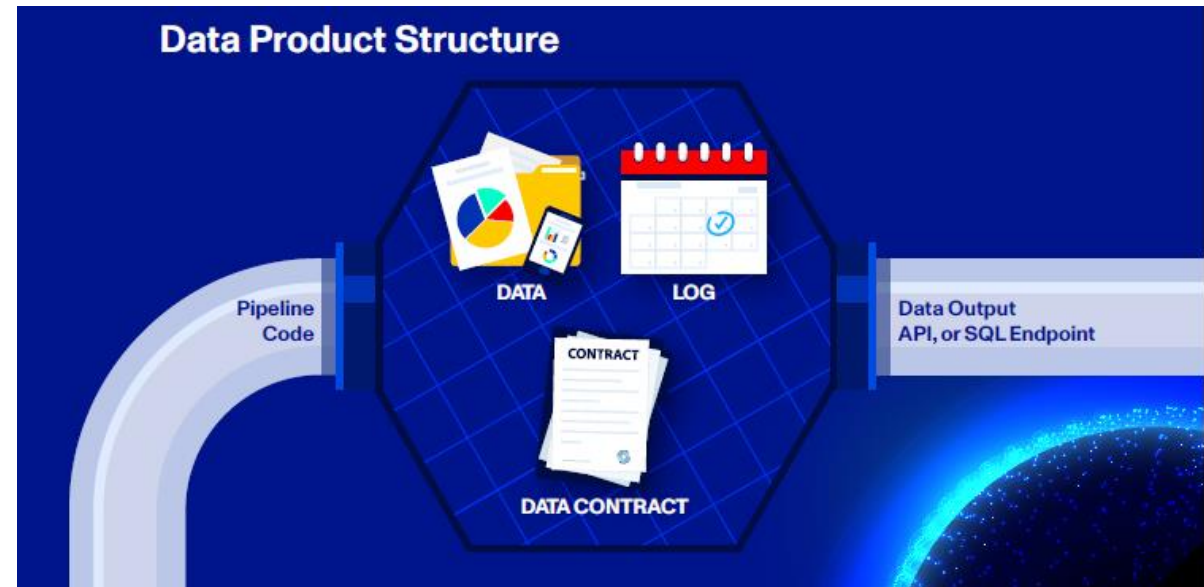 Data Product Structure
DATA
LOG
Pipeline
Code
Data Output
API, or SQL Endpoint
CONTRACT
DATA CONTRACT